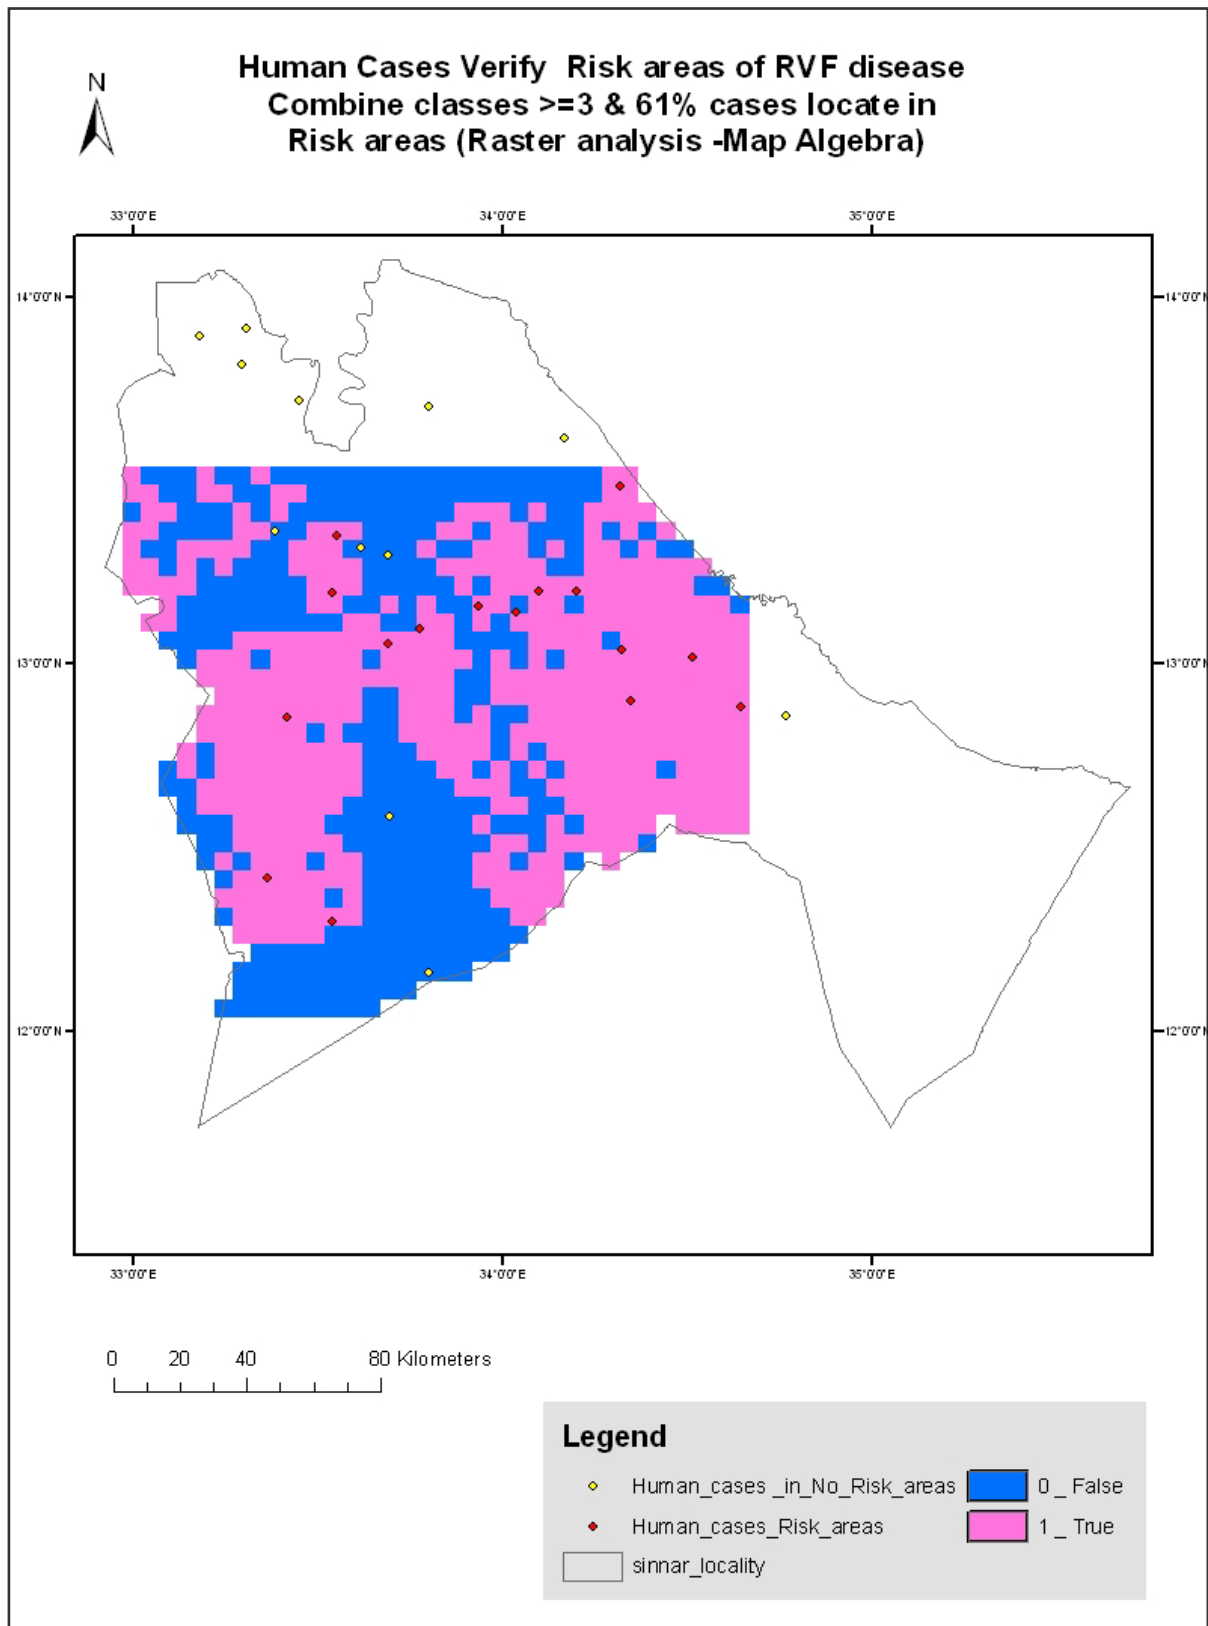 Human Cases Verify Risk areas of RVF disease
Combine classes >=3 & 61% cases locate in
Risk areas (Raster analysis -Map Algebra)
N
33°0'0"E 34°0'0"E 35°0'0"E
14°0'0"N 14°0'0"N
13°0'0"N 13°0'0"N
12°0'0"N 12°0'0"N
33°0'0"E 34°0'0"E 35°0'0"E
0 20 40 80 Kilometers
Legend
Human_cases _in_No_Risk_areas 0 _ False
Human_cases_Risk_areas 1 _ True
sinnar_locality